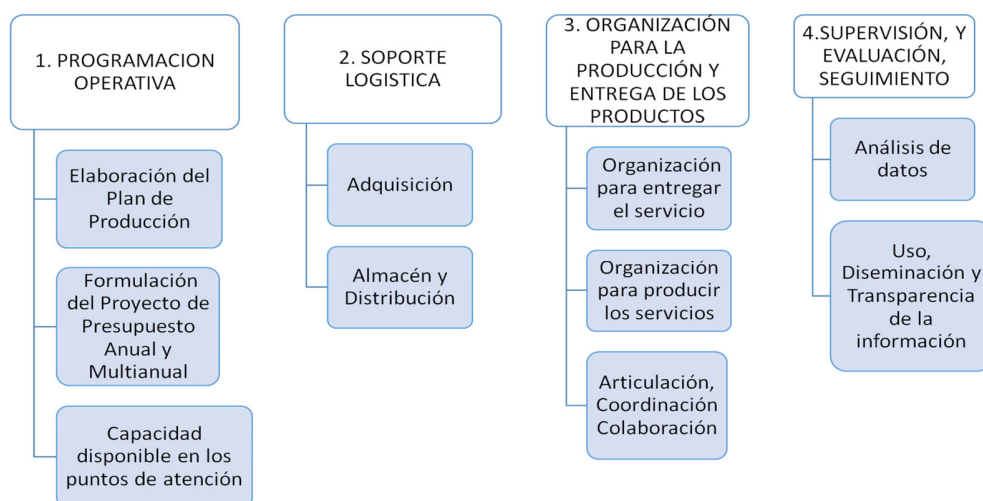 1. PROGRAMACION
OPERATIVA
Elaboración del
Plan de
Producción
Formulación
del Proyecto de
Presupuesto
Anual y
Multianual
Capacidad
disponible en los
puntos de atención
2. SOPORTE
LOGISTICA
Adquisición
Almacén y
Distribución
3. ORGANIZACIÓN
PARA LA
PRODUCCIÓN Y
ENTREGA DE LOS
PRODUCTOS
Organización
para entregar
el servicio
Organización
para producir
los servicios
Articulación,
Coordinación
Colaboración
4.SUPERVISIÓN, Y
EVALUACIÓN,
SEGUIMIENTO
Análisis de
datos
Uso,
Diseminación y
Transparencia
de la
información